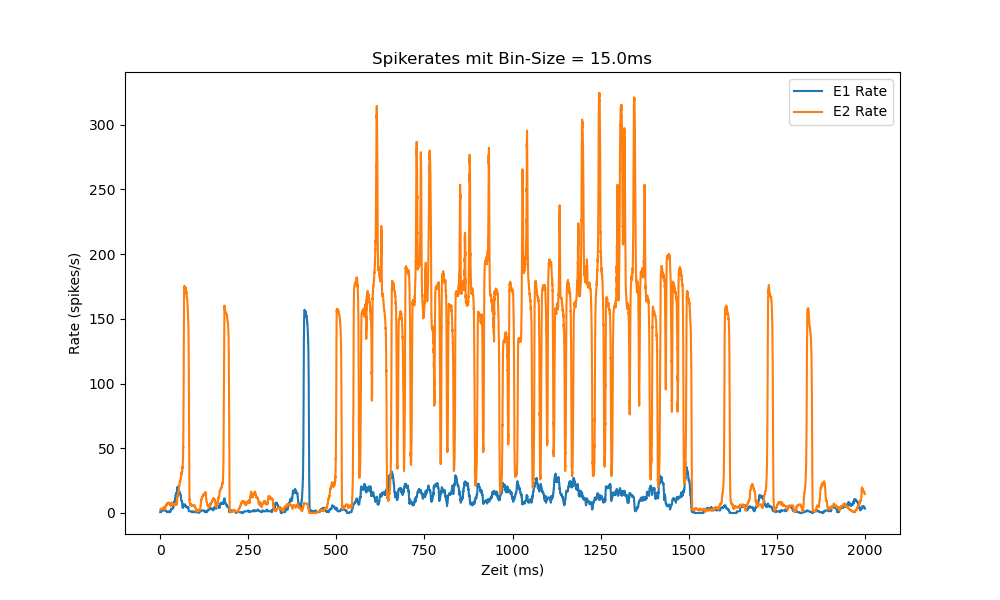 Spikerates mit Bin-Size = 15.0ms
E1 Rate
E2 Rate
Rate (spikes/s)
300
250
200
150
100
50
0
0 250 500 750 1000 1250 1500 1750 2000
Zeit (ms)